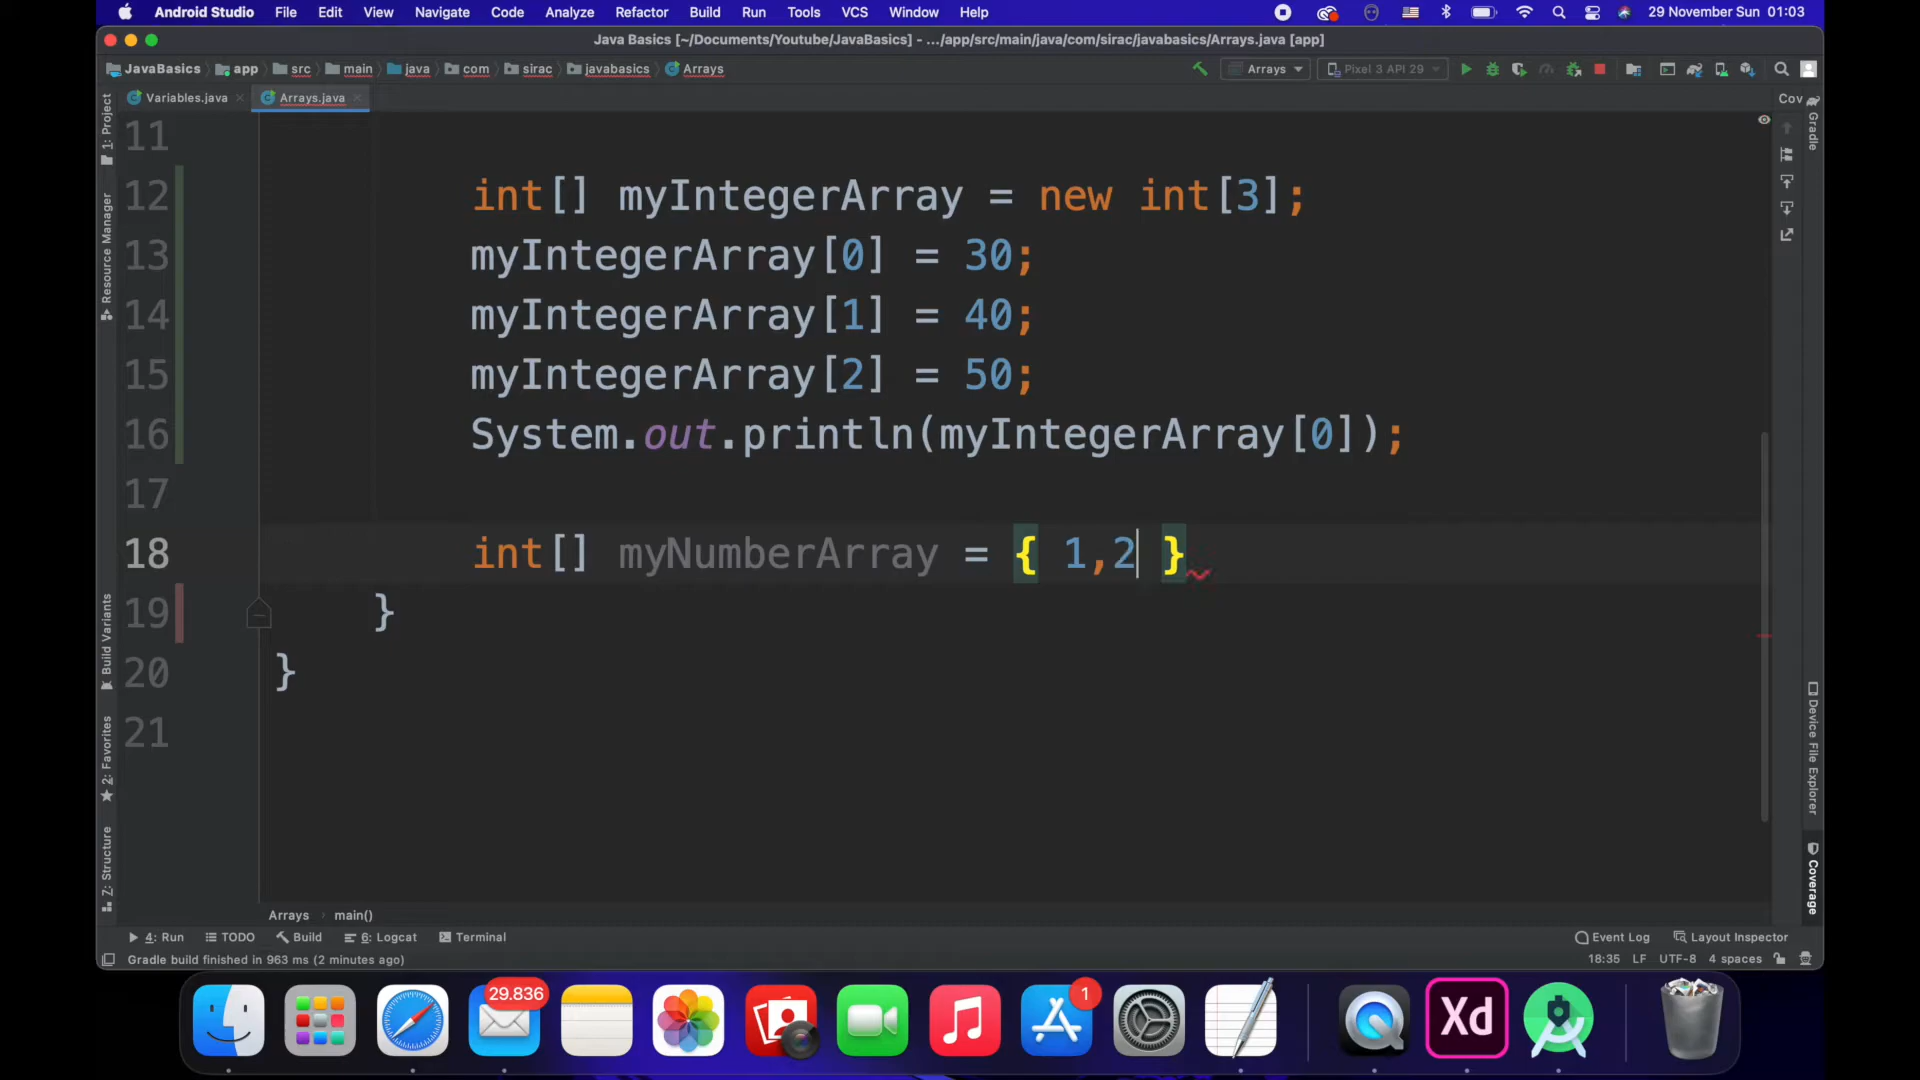 Android Studio File Edit View Navigate Code Analyze Refactor Build Run Tools VCS Window Help 29 November Sun 01:03
Java Basics [~/Documents/Youtube/JavaBasics] - .../app/src/main/java/com/sirac/javabasics/Arrays.java [app]
JavaBasics app src main java com sirac javabasics Arrays Arrays Pixel 3 API 29
Variables.java Arrays.java Cov
1: Project
Resource Manager
Build Variants
2: Favorites
Z: Structure
11
12 int[] myIntegerArray = new int[3];
13 myIntegerArray[0] = 30;
14 myIntegerArray[1] = 40;
15 myIntegerArray[2] = 50;
16 System.out.println(myIntegerArray[0]);
17
18 int[] myNumberArray = { 1,2 }
19 }
20 }
21
Gradle
Device File Explorer
Coverage
Arrays main()
4: Run TODO Build 6: Logcat Terminal Event Log Layout Inspector
Gradle build finished in 963 ms (2 minutes ago) 18:35 LF UTF-8 4 spaces
29.836 1 Xd